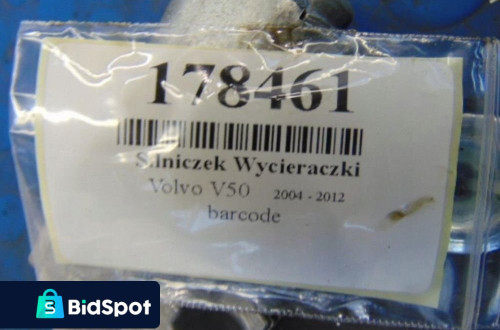 178461
Silniczek Wycieraczki
Volvo V50 2004 - 2012
barcode
S
BidSpot